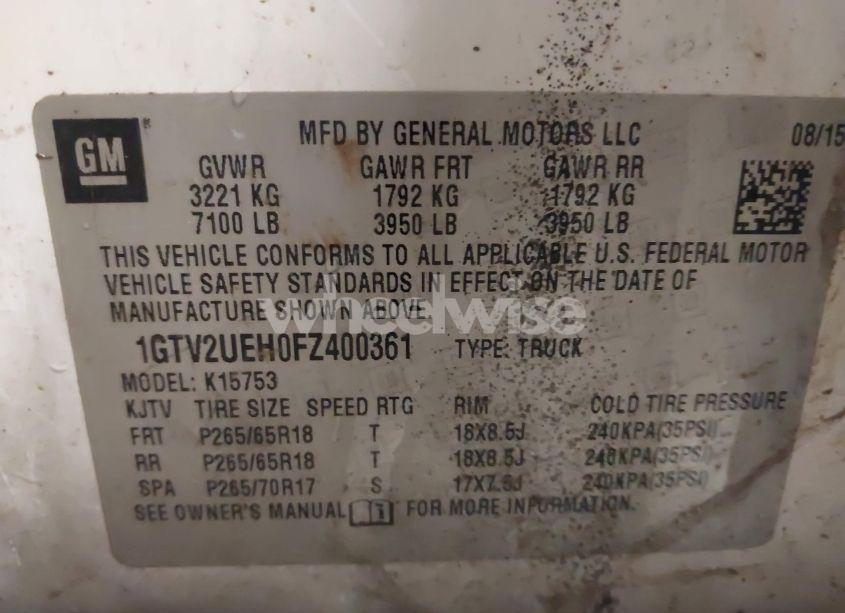 GM ® MFD BY GENERAL MOTORS LLC 08/15
GVWR GAWR FRT GAWR RR
3221 KG 1792 KG 1792 KG
7100 LB 3950 LB 3950 LB
THIS VEHICLE CONFORMS TO ALL APPLICABLE U.S. FEDERAL MOTOR
VEHICLE SAFETY STANDARDS IN EFFECT ON THE DATE OF
MANUFACTURE SHOWN ABOVE.
wheelwise
1GTV2UEH0FZ400361 TYPE: TRUCK
MODEL: K15753
KJTV TIRE SIZE SPEED RTG RIM COLD TIRE PRESSURE
FRT P265/65R18 T 18X8.5J 240KPA(35PSI)
RR P265/65R18 T 18X8.5J 240KPA(35PSI)
SPA P265/70R17 S 17X7.5J 240KPA(35PSI)
SEE OWNER'S MANUAL FOR MORE INFORMATION.